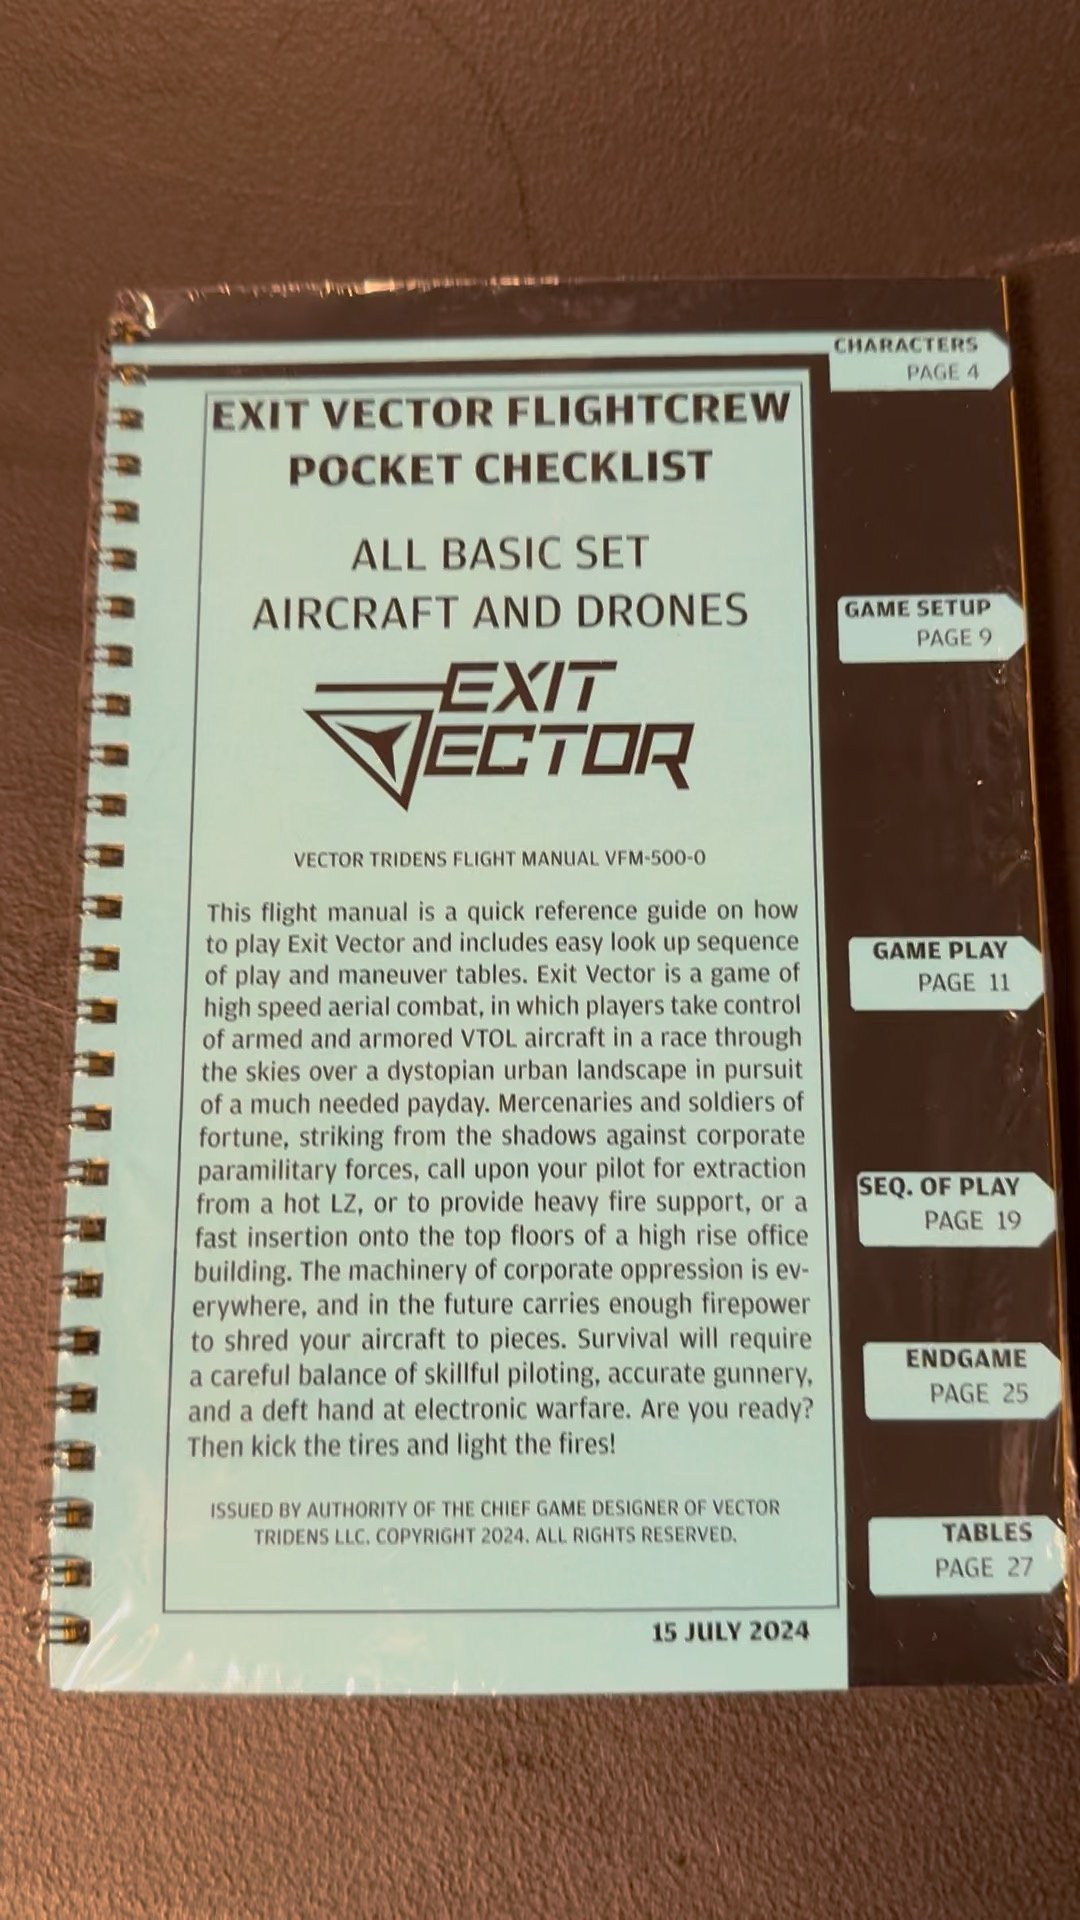 CHARACTERS
PAGE 4
EXIT VECTOR FLIGHTCREW
POCKET CHECKLIST
ALL BASIC SET
AIRCRAFT AND DRONES
EXIT
VECTOR
VECTOR TRIDENS FLIGHT MANUAL VFM-500-0
This flight manual is a quick reference guide on how
to play Exit Vector and includes easy look up sequence
of play and maneuver tables. Exit Vector is a game of
high speed aerial combat, in which players take control
of armed and armored VTOL aircraft in a race through
the skies over a dystopian urban landscape in pursuit
of a much needed payday. Mercenaries and soldiers of
fortune, striking from the shadows against corporate
paramilitary forces, call upon your pilot for extraction
from a hot LZ, or to provide heavy fire support, or a
fast insertion onto the top floors of a high rise office
building. The machinery of corporate oppression is ev-
erywhere, and in the future carries enough firepower
to shred your aircraft to pieces. Survival will require
a careful balance of skillful piloting, accurate gunnery,
and a deft hand at electronic warfare. Are you ready?
Then kick the tires and light the fires!
ISSUED BY AUTHORITY OF THE CHIEF GAME DESIGNER OF VECTOR
TRIDENS LLC. COPYRIGHT 2024. ALL RIGHTS RESERVED.
15 JULY 2024
GAME SETUP
PAGE 9
GAME PLAY
PAGE 11
SEQ. OF PLAY
PAGE 19
ENDGAME
PAGE 25
TABLES
PAGE 27